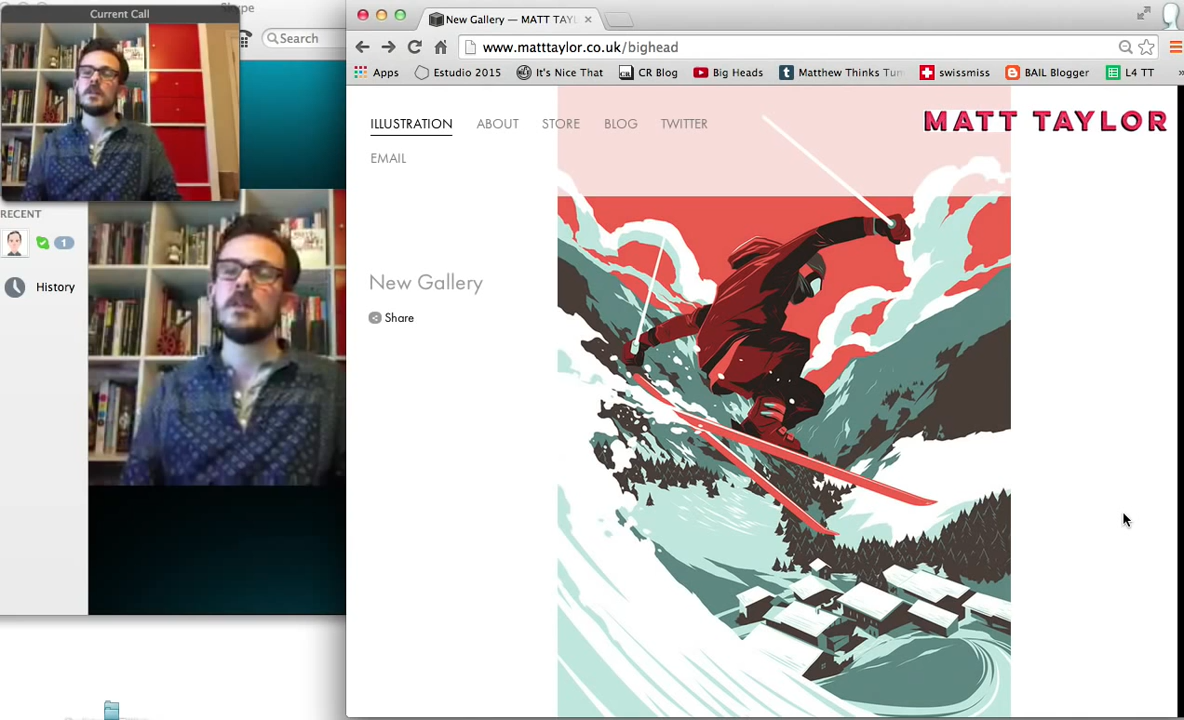 Current Call
Search
RECENT
1
History
New Gallery — MATT TAY
www.matttaylor.co.uk/bighead
Apps
Estudio 2015
It's Nice That
CR Blog
Big Heads
Matthew Thinks Tum
swissmiss
BAIL Blogger
L4 TT
»
ILLUSTRATION
ABOUT
STORE
BLOG
TWITTER
EMAIL
MATT TAYLOR
New Gallery
Share